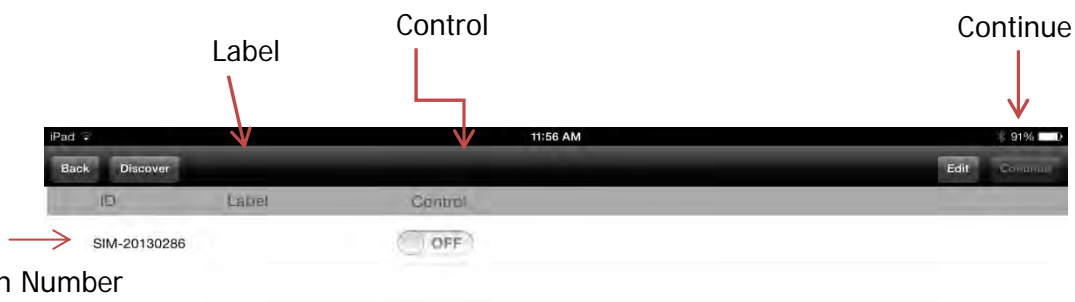 Control
Continue
Label
iPad 11:56 AM 91%
Back Discover Edit Continue
ID Label Control
SIM-20130286 OFF
n Number